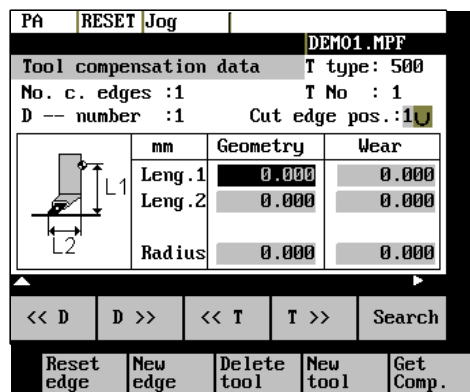 PA RESET Jog
DEMO1.MPF
Tool compensation data T type: 500
No. c. edges :1 T No : 1
D -- number :1 Cut edge pos.:1
mm Geometry Wear
L1 Leng.1 0.000 0.000
Leng.2 0.000 0.000
L2 Radius 0.000 0.000
<< D D >> << T T >> Search
Reset edge New edge Delete tool New tool Get Comp.